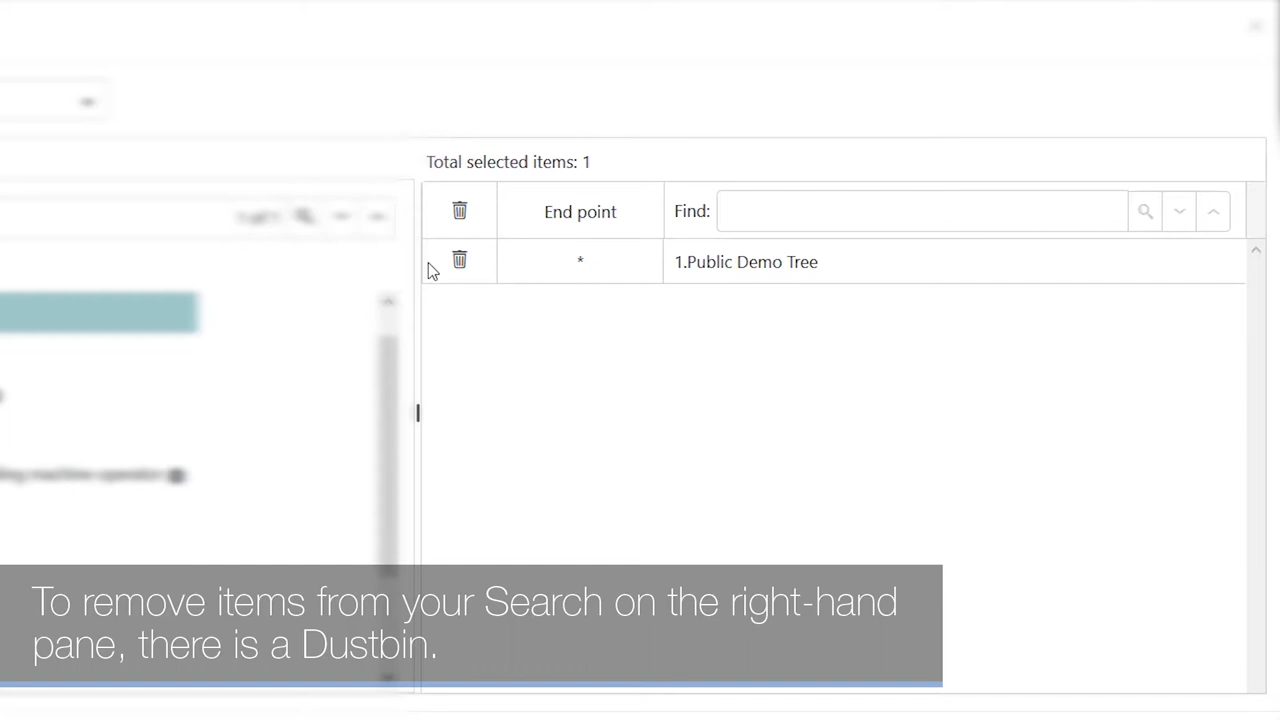 Total selected items: 1
End point
Find:
*
1.Public Demo Tree
To remove items from your Search on the right-hand
pane, there is a Dustbin.